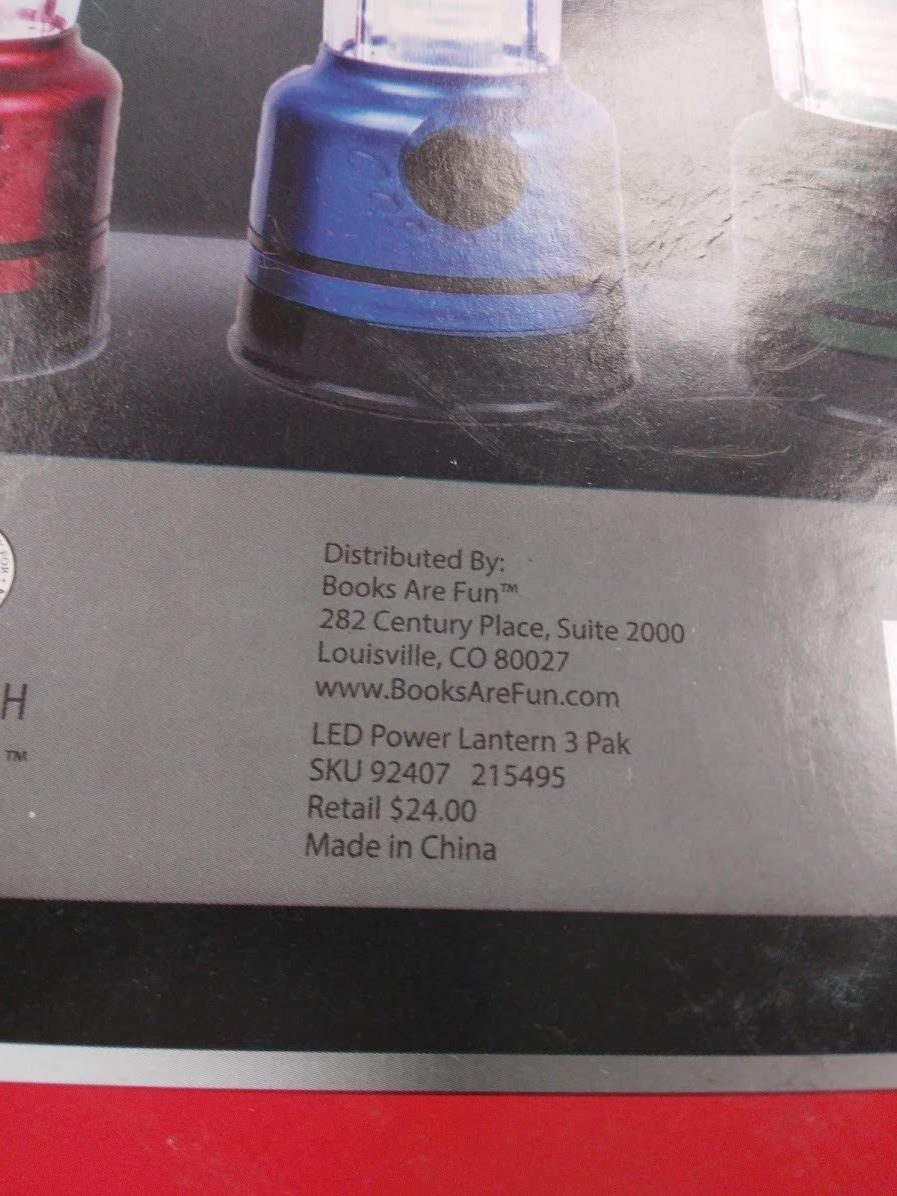 Distributed By:
Books Are Fun™
282 Century Place, Suite 2000
Louisville, CO 80027
www.BooksAreFun.com
LED Power Lantern 3 Pak
SKU 92407 215495
Retail $24.00
Made in China
H
™